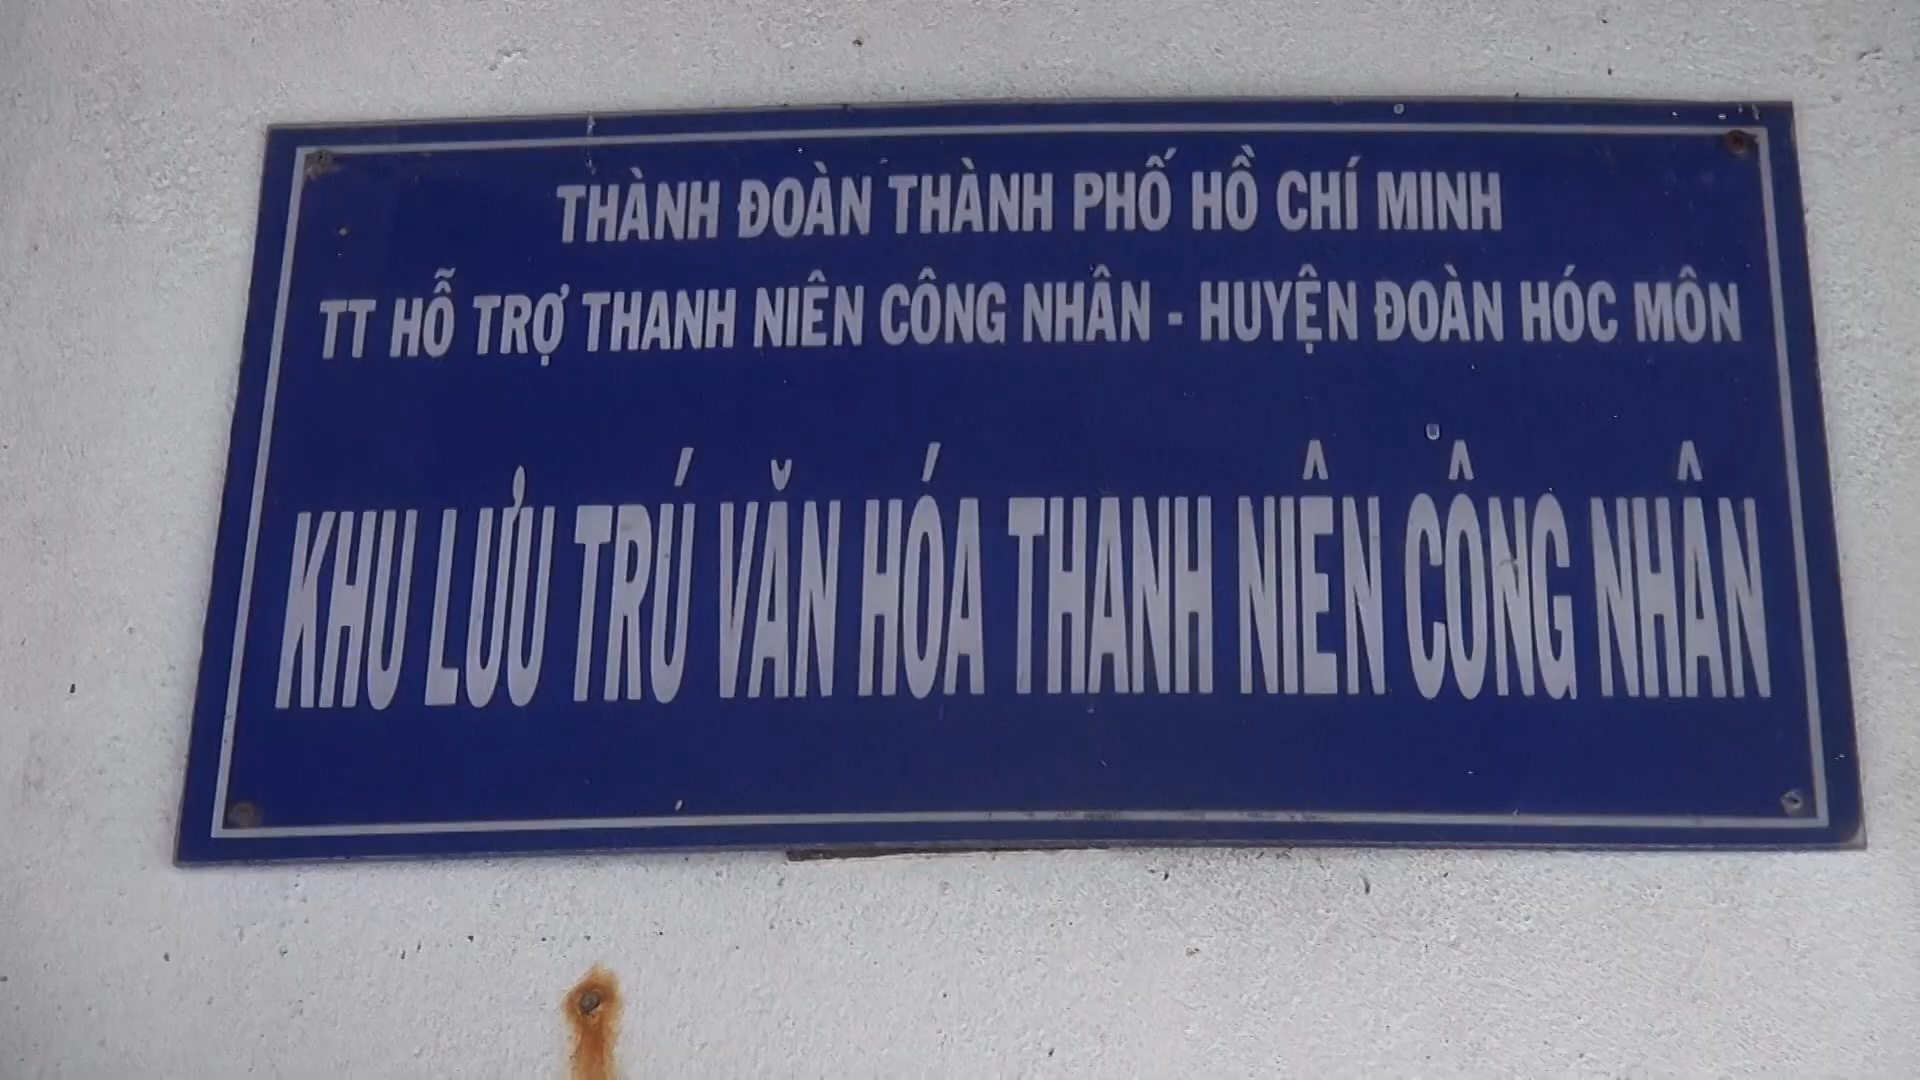 THÀNH ĐOÀN THÀNH PHỐ HỒ CHÍ MINH
TT HỖ TRỢ THANH NIÊN CÔNG NHÂN - HUYỆN ĐOÀN HÓC MÔN
KHU LƯU TRÚ VĂN HÓA THANH NIÊN CÔNG NHÂN